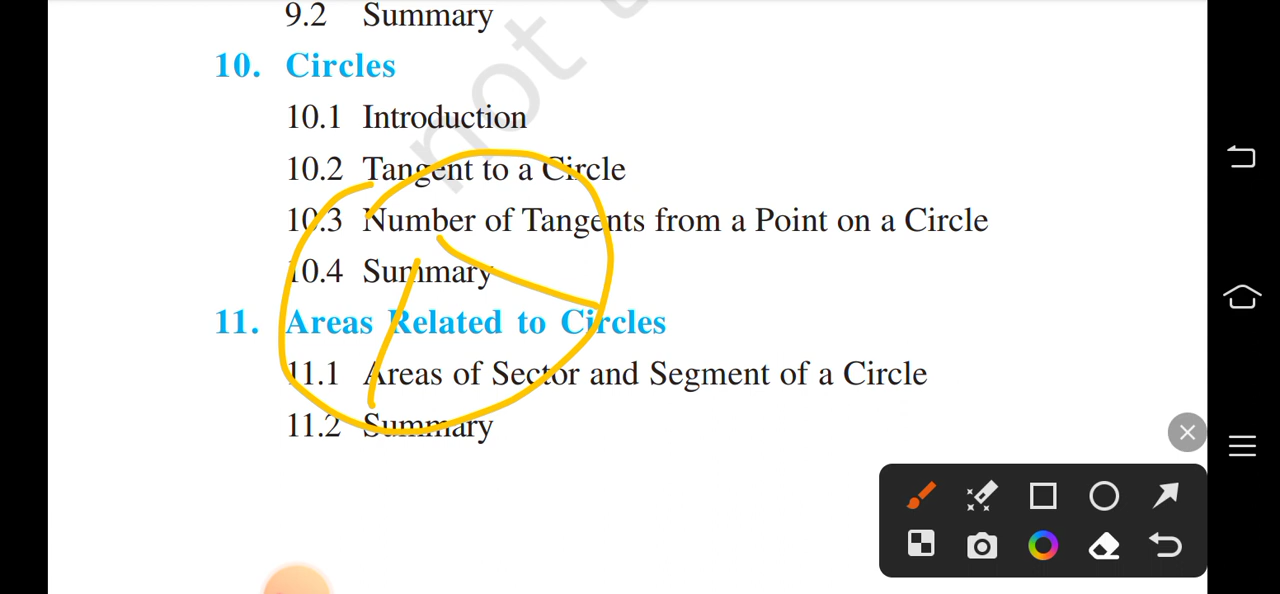 9.2 Summary
10. Circles
10.1 Introduction
10.2 Tangent to a Circle
10.3 Number of Tangents from a Point on a Circle
10.4 Summary
11. Areas Related to Circles
11.1 Areas of Sector and Segment of a Circle
11.2 Summary
not